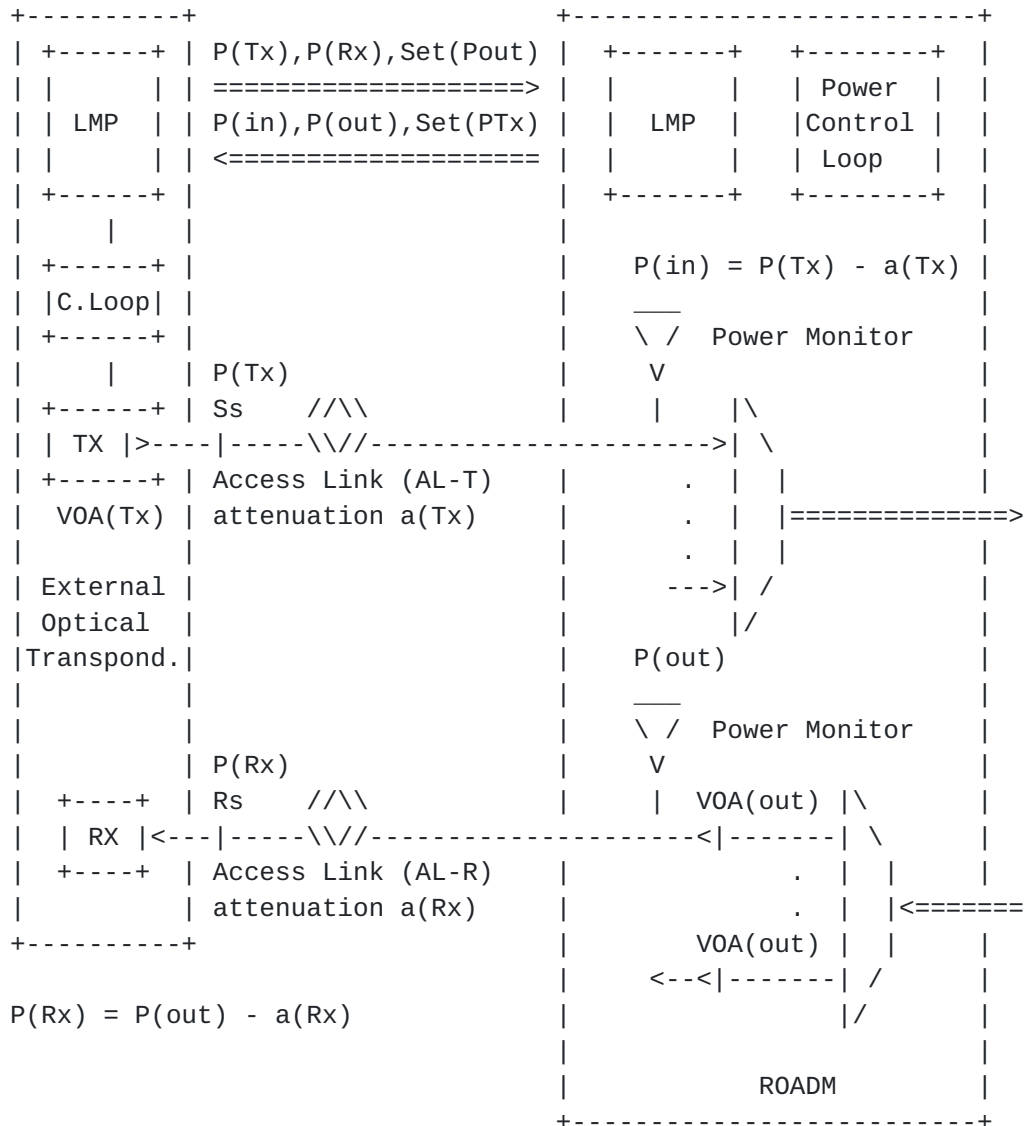 +----------+                               +--------------------------+
| +------+ | P(Tx),P(Rx),Set(Pout) |  +-------+   +--------+  |
| |      | | ====================> |  |       |   | Power  |  |
| | LMP  | | P(in),P(out),Set(PTx) |  |  LMP  |   |Control |  |
| |      | | <==================== |  |       |   | Loop   |  |
| +------+ |                       |  +-------+   +--------+  |
|     |    |                       |                          |
| +------+ |                       |    P(in) = P(Tx) - a(Tx) |
| |C.Loop| |                       |    ___                   |
| +------+ |                       |    \ /  Power Monitor    |
|     |    | P(Tx)                 |     V                    |
| +------+ | Ss    //\\            |     |    |\              |
| | TX |>----|-----\\//---------------------->| \             |
| +------+ | Access Link (AL-T)    |       .  |  |            |
|  VOA(Tx) | attenuation a(Tx)     |       .  |  |==============>
|          |                       |       .  |  |            |
| External |                       |      --->| /             |
| Optical  |                       |          |/              |
|Transpond.|                       |    P(out)                |
|          |                       |    ___                   |
|          |                       |    \ /  Power Monitor    |
|          | P(Rx)                 |     V                    |
|  +----+  | Rs    //\\            |     |  VOA(out) |\       |
|  | RX |<---|-----\\//---------------------<|-------| \      |
|  +----+  | Access Link (AL-R)    |              .  |  |     |
|          | attenuation a(Rx)     |              .  |  |<=======
+----------+                       |        VOA(out) |  |     |
                                   |     <--<|-------| /      |
P(Rx) = P(out) - a(Rx)             |                 |/       |
                                   |                          |
                                   |            ROADM         |
                                   +--------------------------+